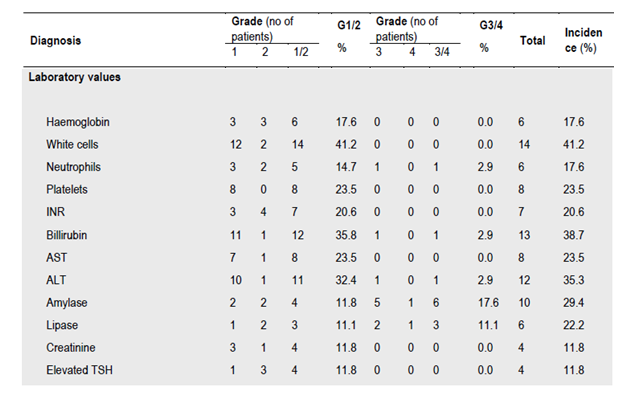 Diagnosis Grade (no of patients) G1/2 % Grade (no of patients) G3/4 % Total Inciden ce (%)
1 2 1/2 3 4 3/4
Laboratory values
Haemoglobin 3 3 6 17.6 0 0 0 0.0 6 17.6
White cells 12 2 14 41.2 0 0 0 0.0 14 41.2
Neutrophils 3 2 5 14.7 1 0 1 2.9 6 17.6
Platelets 8 0 8 23.5 0 0 0 0.0 8 23.5
INR 3 4 7 20.6 0 0 0 0.0 7 20.6
Billirubin 11 1 12 35.8 1 0 1 2.9 13 38.7
AST 7 1 8 23.5 0 0 0 0.0 8 23.5
ALT 10 1 11 32.4 1 0 1 2.9 12 35.3
Amylase 2 2 4 11.8 5 1 6 17.6 10 29.4
Lipase 1 2 3 11.1 2 1 3 11.1 6 22.2
Creatinine 3 1 4 11.8 0 0 0 0.0 4 11.8
Elevated TSH 1 3 4 11.8 0 0 0 0.0 4 11.8